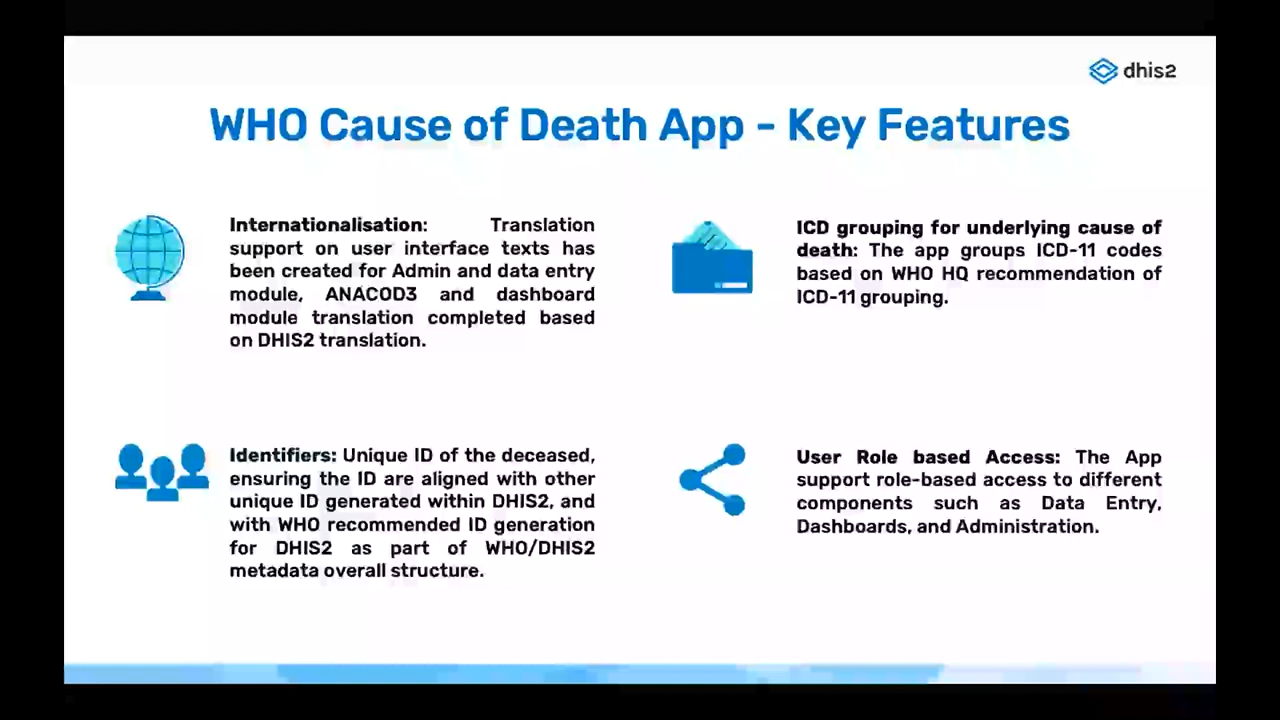 dhis2
WHO Cause of Death App - Key Features
Internationalisation: Translation
support on user interface texts has
been created for Admin and data entry
module, ANACOD3 and dashboard
module translation completed based
on DHIS2 translation.
ICD grouping for underlying cause of
death: The app groups ICD-11 codes
based on WHO HQ recommendation of
ICD-11 grouping.
Identifiers: Unique ID of the deceased,
ensuring the ID are aligned with other
unique ID generated within DHIS2, and
with WHO recommended ID generation
for DHIS2 as part of WHO/DHIS2
metadata overall structure.
User Role based Access: The App
support role-based access to different
components such as Data Entry,
Dashboards, and Administration.